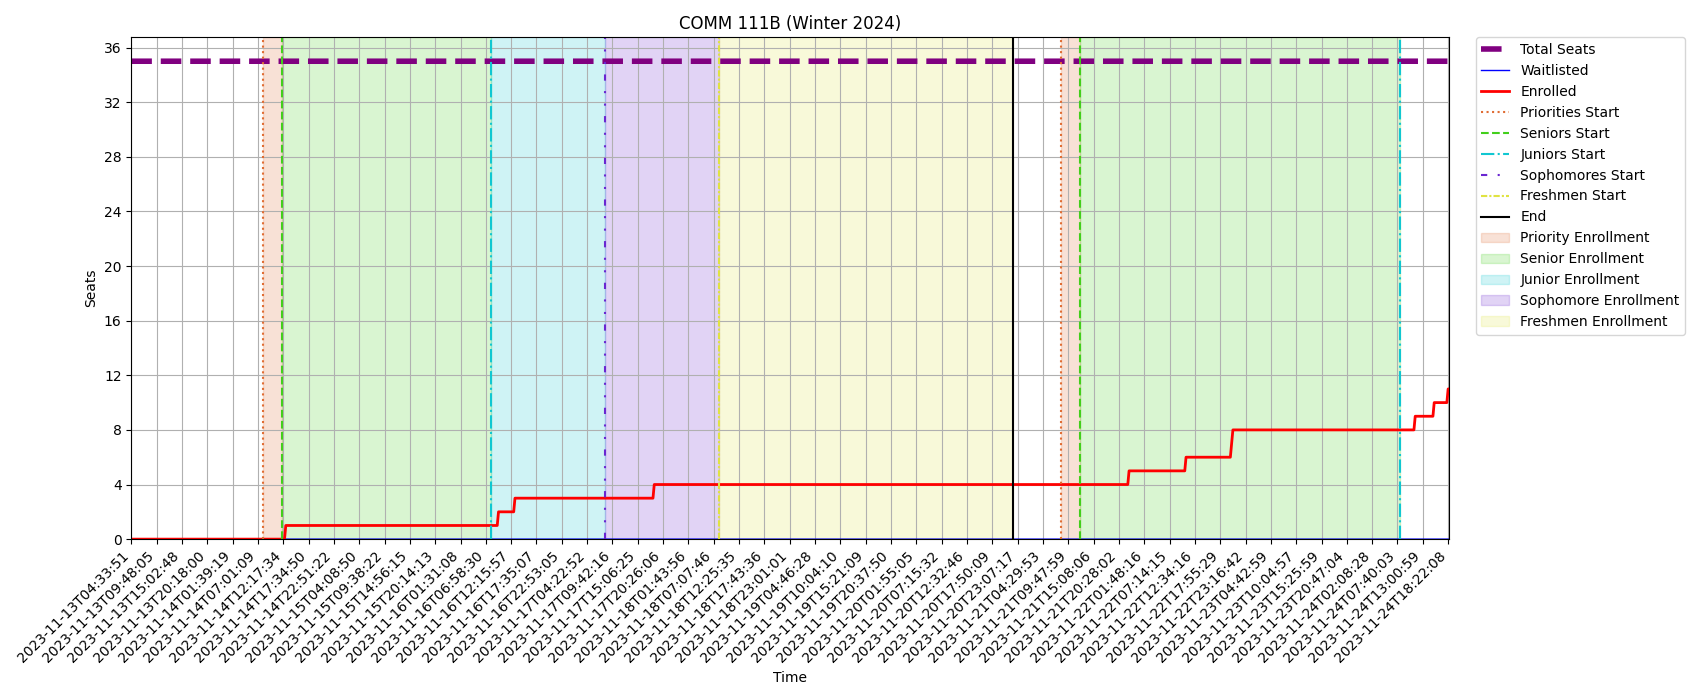 COMM 111B (Winter 2024)
Seats
36
32
28
24
20
16
12
8
4
0
2023-11-13T04:33:51
2023-11-13T09:48:05
2023-11-13T15:02:48
2023-11-13T20:18:00
2023-11-14T01:39:19
2023-11-14T07:01:09
2023-11-14T12:17:34
2023-11-14T17:34:50
2023-11-14T22:51:22
2023-11-15T04:08:50
2023-11-15T09:38:22
2023-11-15T14:56:15
2023-11-15T20:14:13
2023-11-16T01:31:08
2023-11-16T06:58:30
2023-11-16T12:15:57
2023-11-16T17:35:07
2023-11-16T22:53:05
2023-11-17T04:22:52
2023-11-17T09:42:16
2023-11-17T15:06:25
2023-11-17T20:26:06
2023-11-18T01:43:56
2023-11-18T07:07:46
2023-11-18T12:25:35
2023-11-18T17:43:36
2023-11-18T23:01:01
2023-11-19T04:46:28
2023-11-19T10:04:10
2023-11-19T15:21:09
2023-11-19T20:37:50
2023-11-20T01:55:05
2023-11-20T07:15:32
2023-11-20T12:32:46
2023-11-20T17:50:09
2023-11-20T23:07:17
2023-11-21T04:29:53
2023-11-21T09:47:59
2023-11-21T15:08:06
2023-11-21T20:28:02
2023-11-22T01:48:16
2023-11-22T07:14:15
2023-11-22T12:34:16
2023-11-22T17:55:29
2023-11-22T23:16:42
2023-11-23T04:42:59
2023-11-23T10:04:57
2023-11-23T15:25:59
2023-11-23T20:47:04
2023-11-24T02:08:28
2023-11-24T07:40:03
2023-11-24T13:00:59
2023-11-24T18:22:08
Time
Total Seats
Waitlisted
Enrolled
Priorities Start
Seniors Start
Juniors Start
Sophomores Start
Freshmen Start
End
Priority Enrollment
Senior Enrollment
Junior Enrollment
Sophomore Enrollment
Freshmen Enrollment